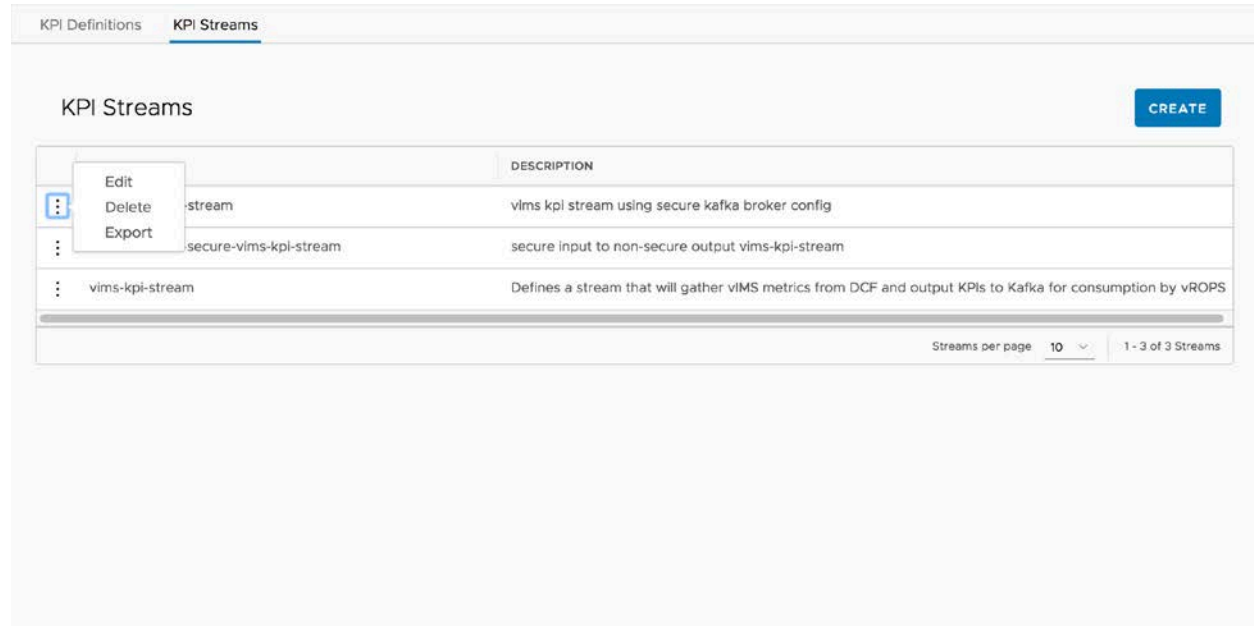 KPI Definitions KPI Streams
KPI Streams
CREATE
DESCRIPTION
Edit
Delete
Export
-stream vims kpi stream using secure kafka broker config
-secure-vims-kpi-stream secure input to non-secure output vims-kpi-stream
vims-kpi-stream Defines a stream that will gather vIMS metrics from DCF and output KPIs to Kafka for consumption by vROPS
Streams per page 10 1 - 3 of 3 Streams